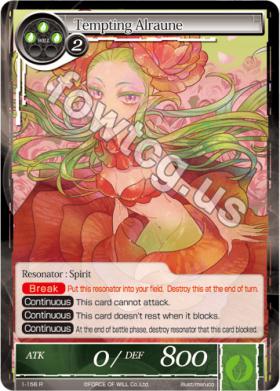 Tempting Alraune
WILL
2
fowtcg.us
Resonator : Spirit
Break Put this resonator into your field. Destroy this at the end of turn.
Continuous This card cannot attack.
Continuous This card doesn't rest when it blocks.
Continuous At the end of battle phase, destroy resonator that this card blocked.
ATK 0/ DEF 800
1-156 R ©FORCE OF WILL Co.,Ltd. Illust/maruco